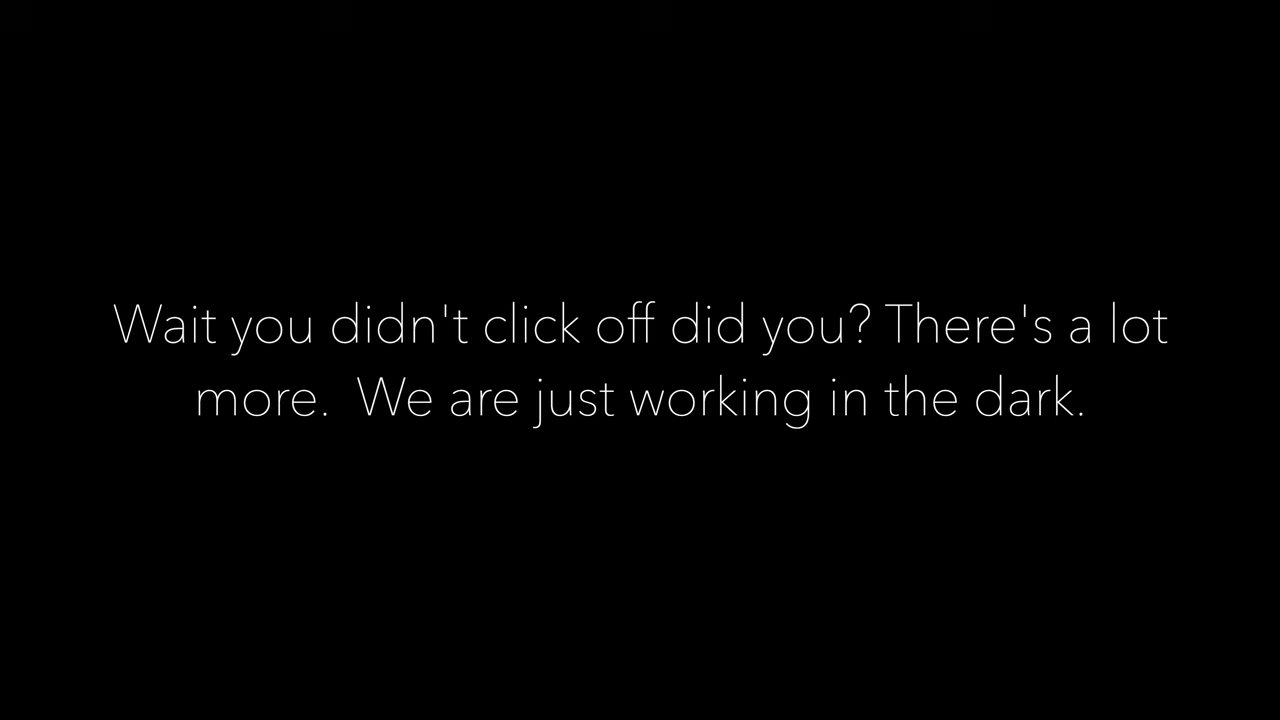 Wait you didn't click off did you? There's a lot
more.  We are just working in the dark.